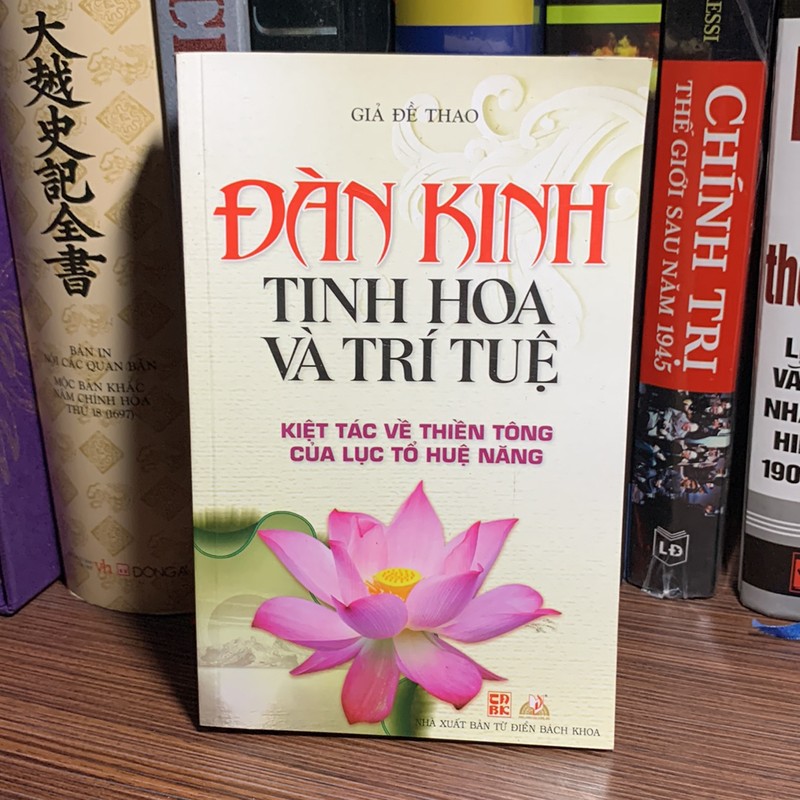 GIẢ ĐỀ THAO
ĐÀN KINH
TINH HOA
VÀ TRÍ TUỆ
KIỆT TÁC VỀ THIỀN TÔNG
CỦA LỤC TỔ HUỆ NĂNG
NHÀ XUẤT BẢN TỪ ĐIỂN BÁCH KHOA
大越史記全書
BẢN IN
NỘI CÁC QUAN BẢN
MỘC BẢN KHẮC
NĂM CHÍNH HÒA
THỨ 18 (1697)
ESSI
CHÍNH TRỊ
THẾ GIỚI SAU NĂM 1945
LĐ